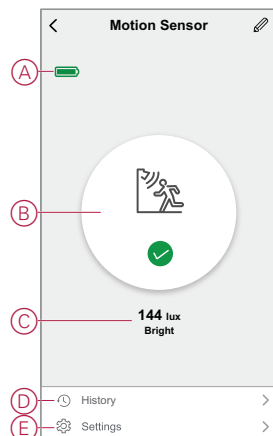 Motion Sensor
A
B
144 lux
C
Bright
D History
E Settings